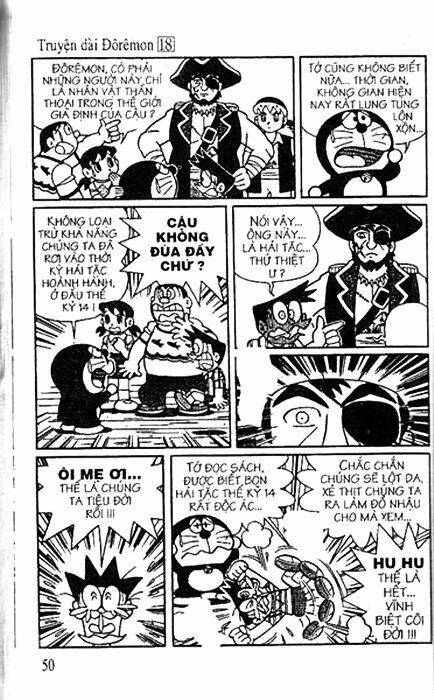 Truyện dài Đôrêmon 18
ĐÔRÊMON, CÓ PHẢI
NHỮNG NGƯỜI NÀY CHỈ
LÀ NHÂN VẬT THẦN
THOẠI TRONG THẾ GIỚI
GIẢ ĐỊNH CỦA CẬU ?
TỚ CŨNG KHÔNG BIẾT
NỮA... THỜI GIAN,
KHÔNG GIAN HIỆN
NAY RẤT LUNG TUNG
LỘN
XỘN...
KHÔNG LOẠI
TRỪ KHẢ NĂNG
CHÚNG TA ĐÃ
RƠI VÀO THỜI
KỲ HẢI TẶC
HOÀNH HÀNH,
Ở ĐẦU THẾ
KỶ 14 !
CẬU
KHÔNG
ĐÙA ĐẤY
CHỨ ?
NÓI VẬY...
ÔNG NÀY...
LÀ HẢI TẶC...
THỨ THIỆT
Ư ?
ÔI MẸ ƠI...
THẾ LÀ CHÚNG
TA TIÊU ĐỜI
RỒI !!!
TỚ ĐỌC SÁCH,
ĐƯỢC BIẾT BỌN
HẢI TẶC THẾ KỶ 14
RẤT ĐỘC ÁC...
CHẮC CHẮN
CHÚNG SẼ LỘT DA,
XẺ THỊT CHÚNG TA
RA LÀM ĐỒ NHẬU
CHO MÀ XEM...
HU HU
THẾ LÀ
HẾT...
VĨNH
BIỆT CÕI
ĐỜI !!!
50